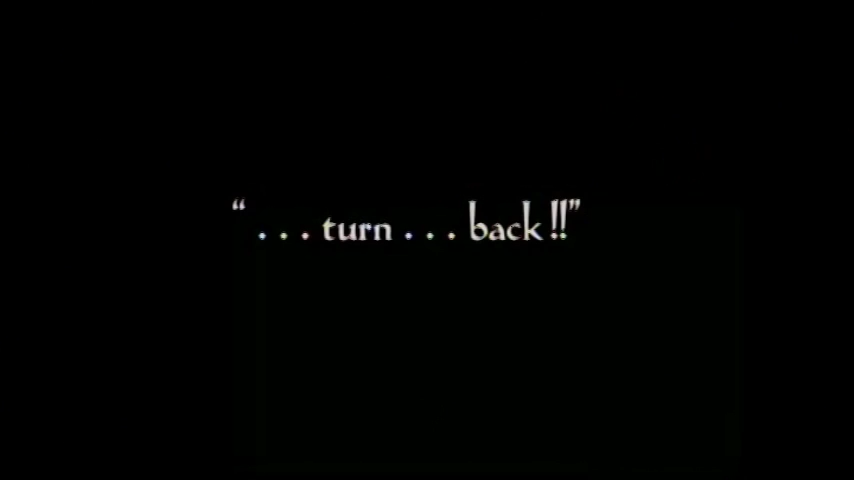 “ . . . turn . . . back!!”